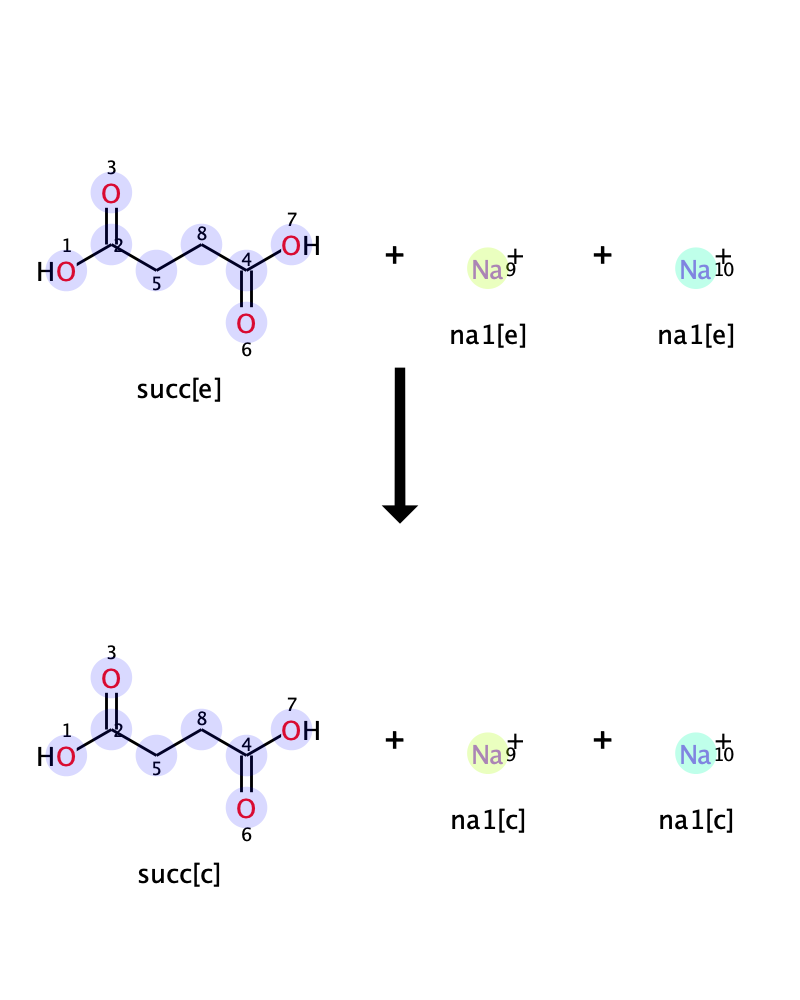 3
O
1 2 8 4 7
HO OH + Na9+ + Na10+
5
O
6
na1[e] na1[e]
succ[e]
3
O
1 2 8 4 7
HO OH + Na9+ + Na10+
5
O
6
na1[c] na1[c]
succ[c]